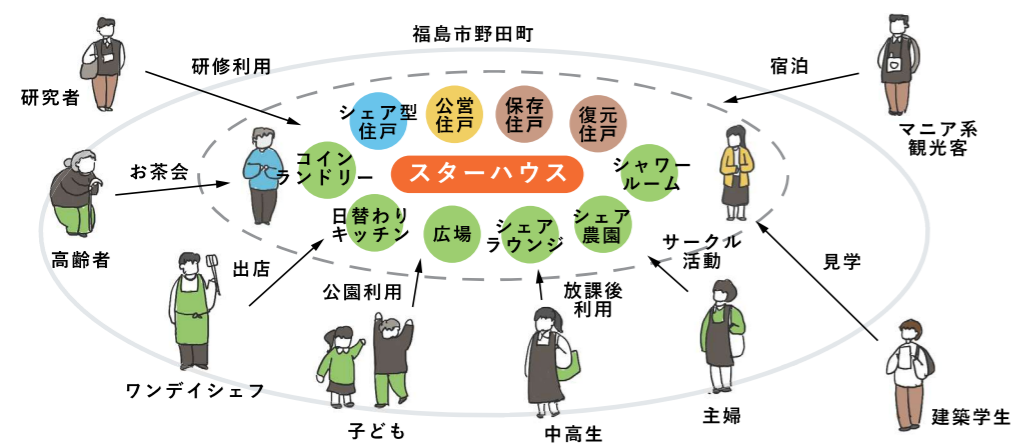 福島市野田町
研修利用
宿泊
研究者
シェア型
住戸
公営
住戸
保存
住戸
復元
住戸
マニア系
観光客
お茶会
コイン
ランドリー
スターハウス
シャワー
ルーム
高齢者
日替わり
キッチン
広場
シェア
ラウンジ
シェア
農園
サークル
活動
見学
出店
公園利用
放課後
利用
ワンデイシェフ
子ども
中高生
主婦
建築学生